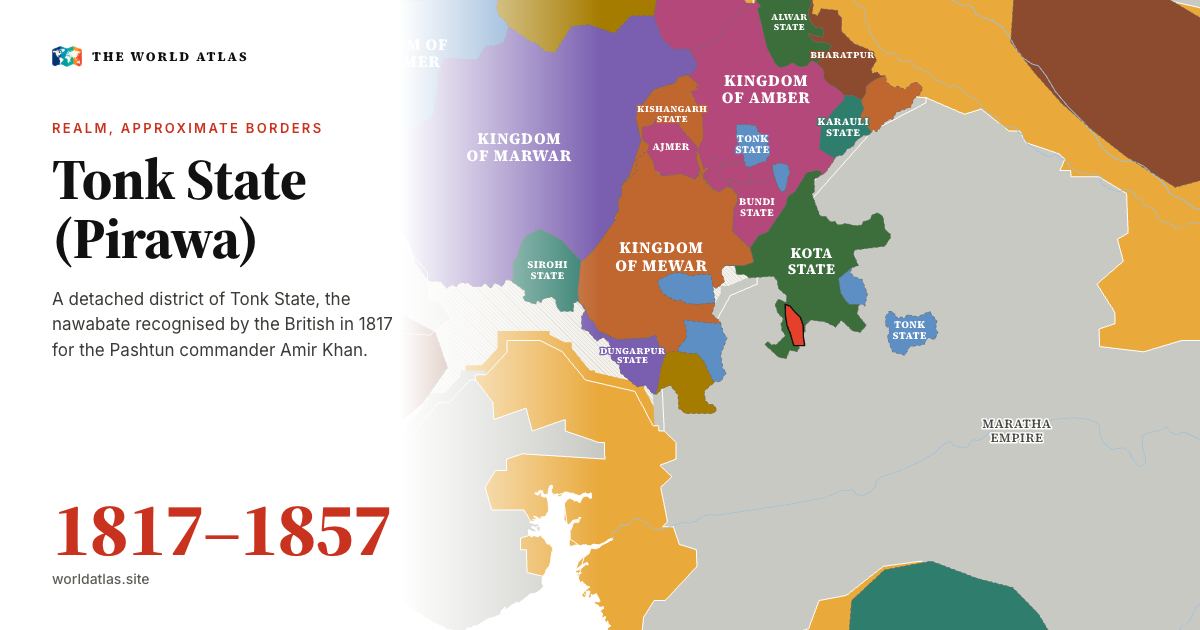 THE WORLD ATLAS
REALM, APPROXIMATE BORDERS
Tonk State
(Pirawa)
A detached district of Tonk State, the
nawabate recognised by the British in 1817
for the Pashtun commander Amir Khan.
1817–1857
worldatlas.site
M OF
MER
ALWAR
STATE
BHARATPUR
KINGDOM
OF AMBER
KISHANGARH
STATE
KARAULI
STATE
KINGDOM
OF MARWAR
AJMER
TONK
STATE
BUNDI
STATE
KINGDOM
OF MEWAR
KOTA
STATE
SIROHI
STATE
TONK
STATE
DUNGARPUR
STATE
MARATHA
EMPIRE